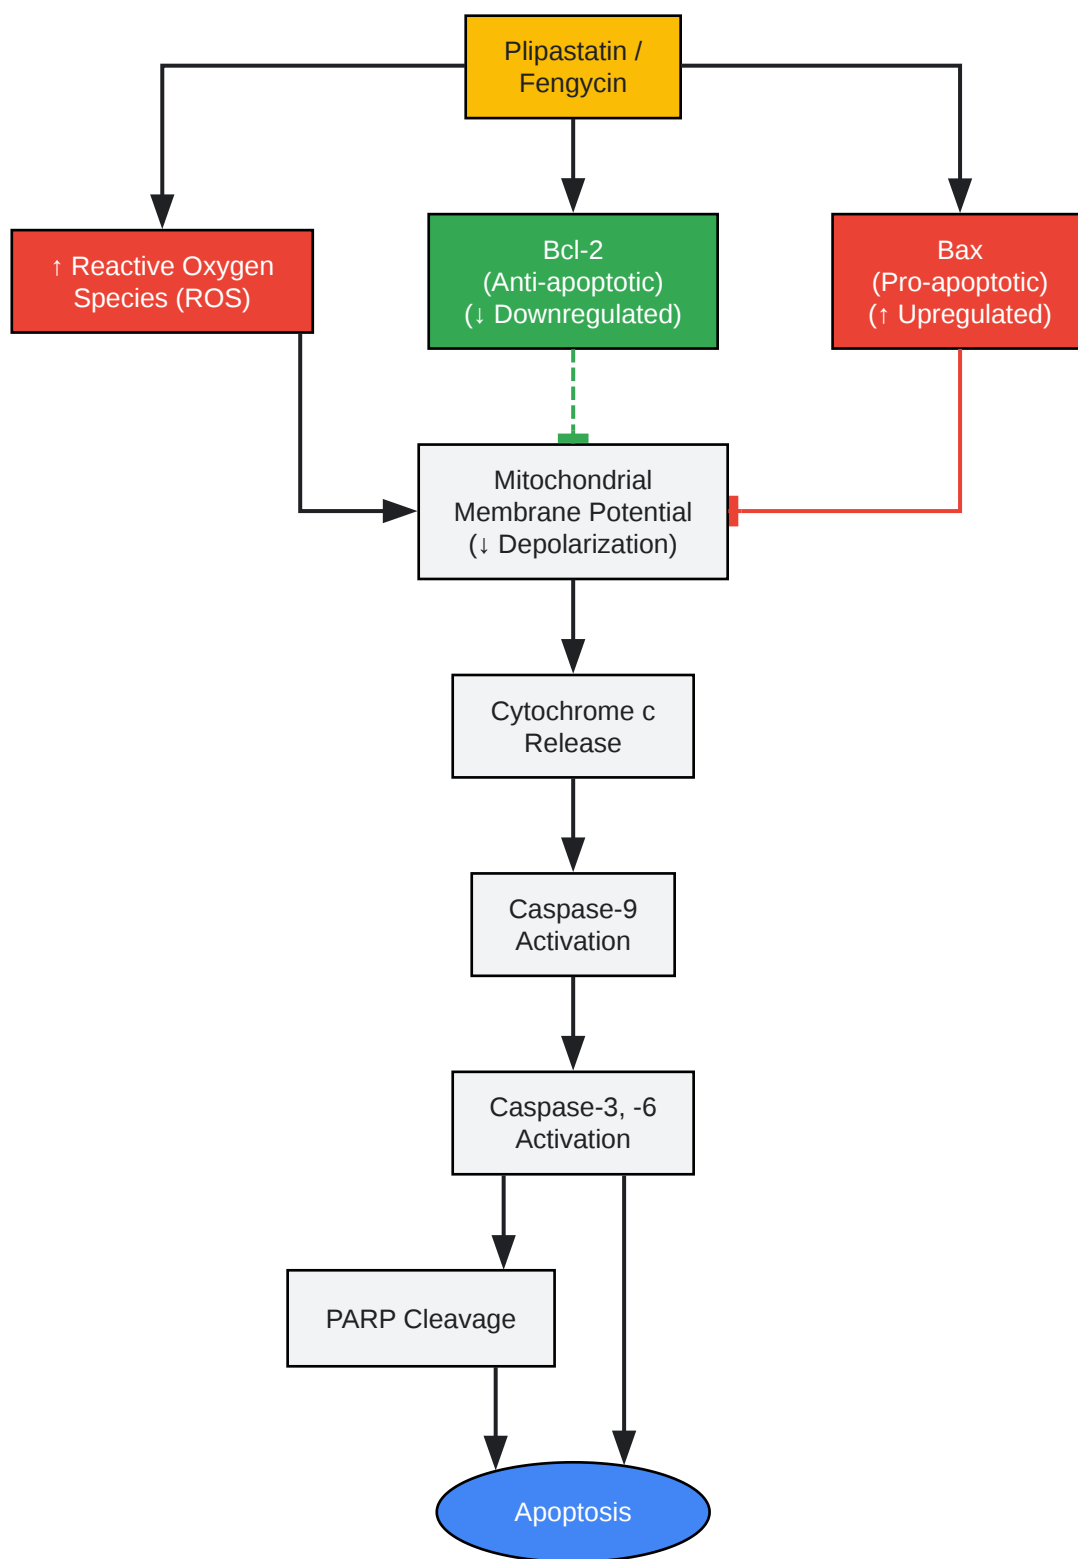 Plipastatin /
Fengycin
↑ Reactive Oxygen
Species (ROS)
Bcl-2
(Anti-apoptotic)
(↓ Downregulated)
Bax
(Pro-apoptotic)
(↑ Upregulated)
Mitochondrial
Membrane Potential
(↓ Depolarization)
Cytochrome c
Release
Caspase-9
Activation
Caspase-3, -6
Activation
PARP Cleavage
Apoptosis